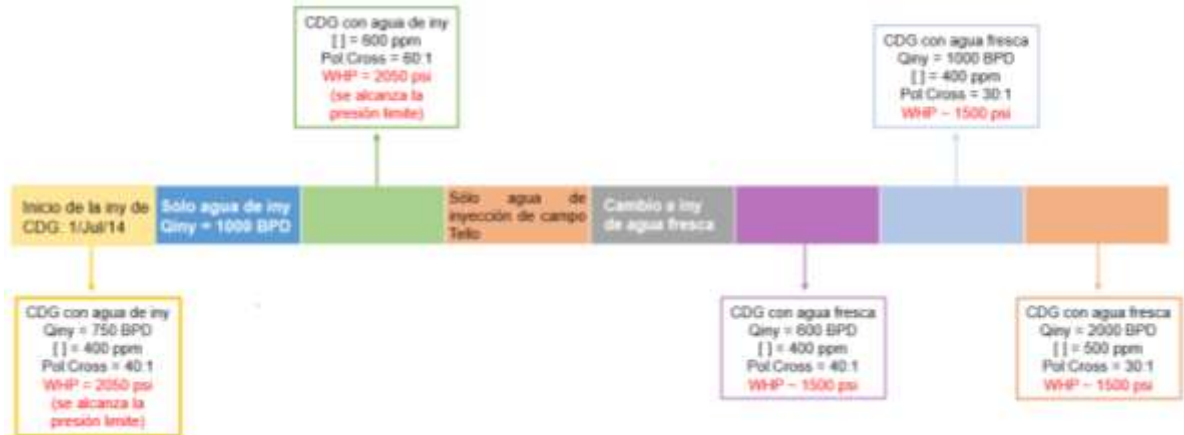 CDG con agua de iny
[ ] = 600 ppm
Pol:Cross = 60:1
WHP = 2050 psi
(se alcanza la
presión limite)
CDG con agua fresca
Qiny = 1000 BPD
[ ] = 400 ppm
Pol:Cross = 30:1
WHP ~ 1500 psi
Inicio de la iny de
CDG: 1/Jul/14
Sólo agua de iny
Qiny = 1000 BPD
Sólo agua de
inyección de campo
Tello
Cambio a iny
de agua fresca
CDG con agua de iny
Qiny = 750 BPD
[ ] = 400 ppm
Pol:Cross = 40:1
WHP = 2050 psi
(se alcanza la
presión limite)
CDG con agua fresca
Qiny = 600 BPD
[ ] = 400 ppm
Pol:Cross = 40:1
WHP ~ 1500 psi
CDG con agua fresca
Qiny = 2000 BPD
[ ] = 500 ppm
Pol:Cross = 30:1
WHP ~ 1500 psi